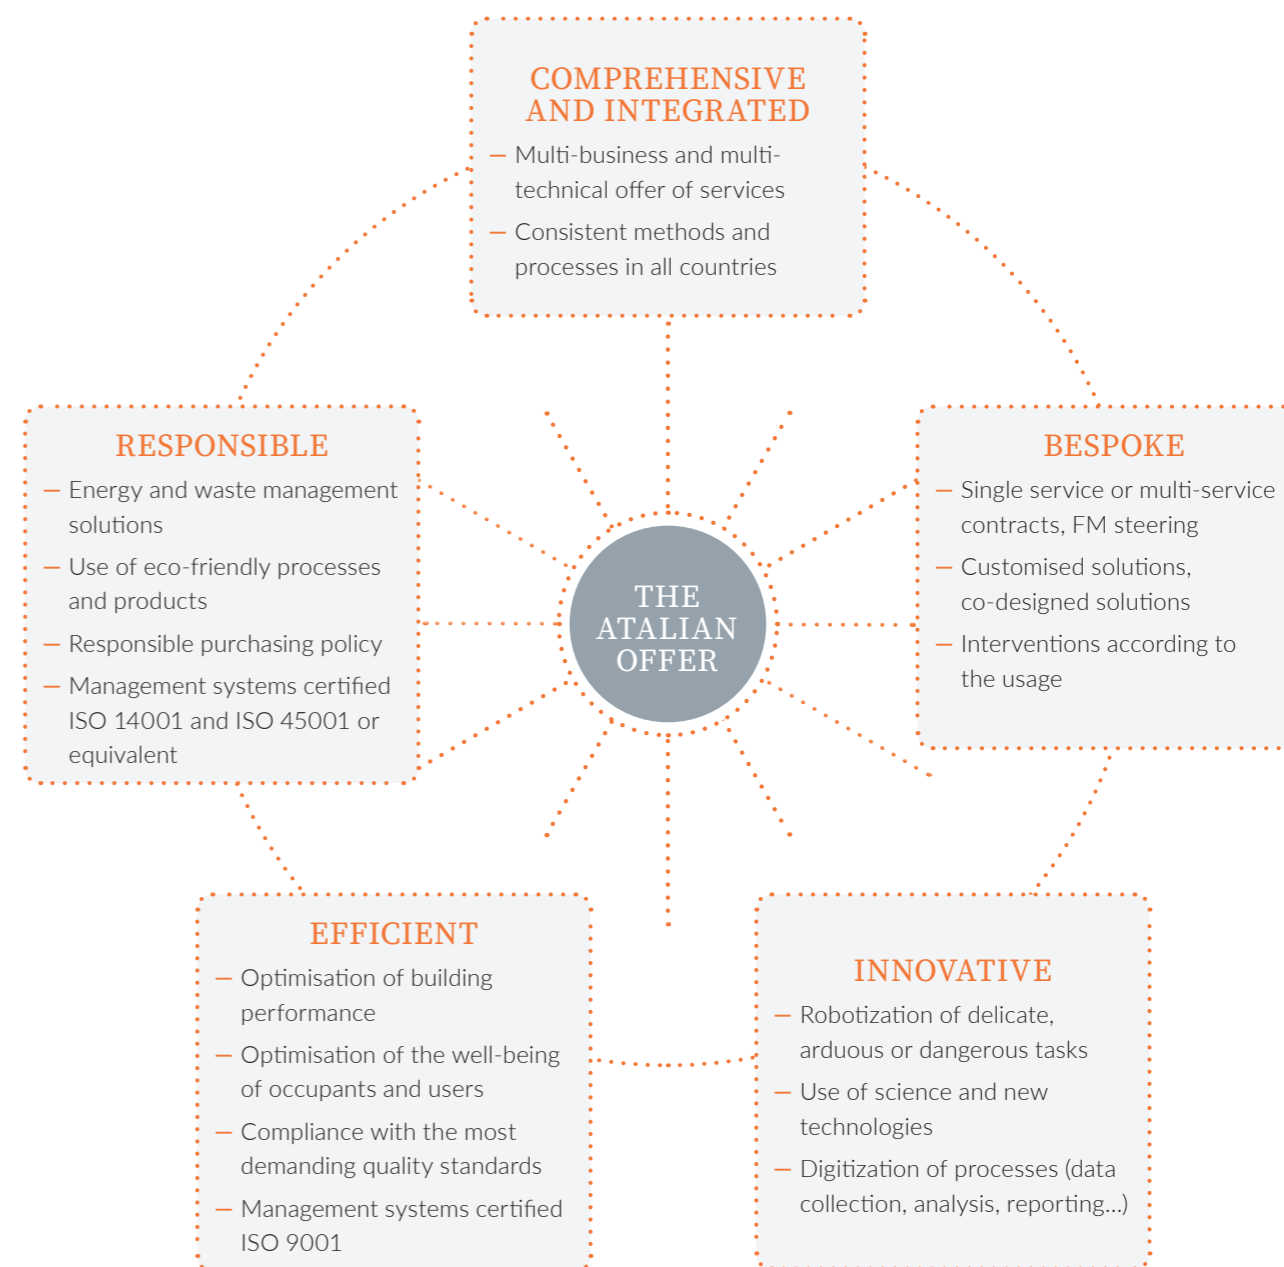 COMPREHENSIVE
AND INTEGRATED
— Multi-business and multi-
technical offer of services
— Consistent methods and
processes in all countries
RESPONSIBLE
— Energy and waste management
solutions
— Use of eco-friendly processes
and products
— Responsible purchasing policy
— Management systems certified
ISO 14001 and ISO 45001 or
equivalent
THE
ATALIAN
OFFER
BESPOKE
— Single service or multi-service
contracts, FM steering
— Customised solutions,
co-designed solutions
— Interventions according to
the usage
EFFICIENT
— Optimisation of building
performance
— Optimisation of the well-being
of occupants and users
— Compliance with the most
demanding quality standards
— Management systems certified
ISO 9001
INNOVATIVE
— Robotization of delicate,
arduous or dangerous tasks
— Use of science and new
technologies
— Digitization of processes (data
collection, analysis, reporting...)